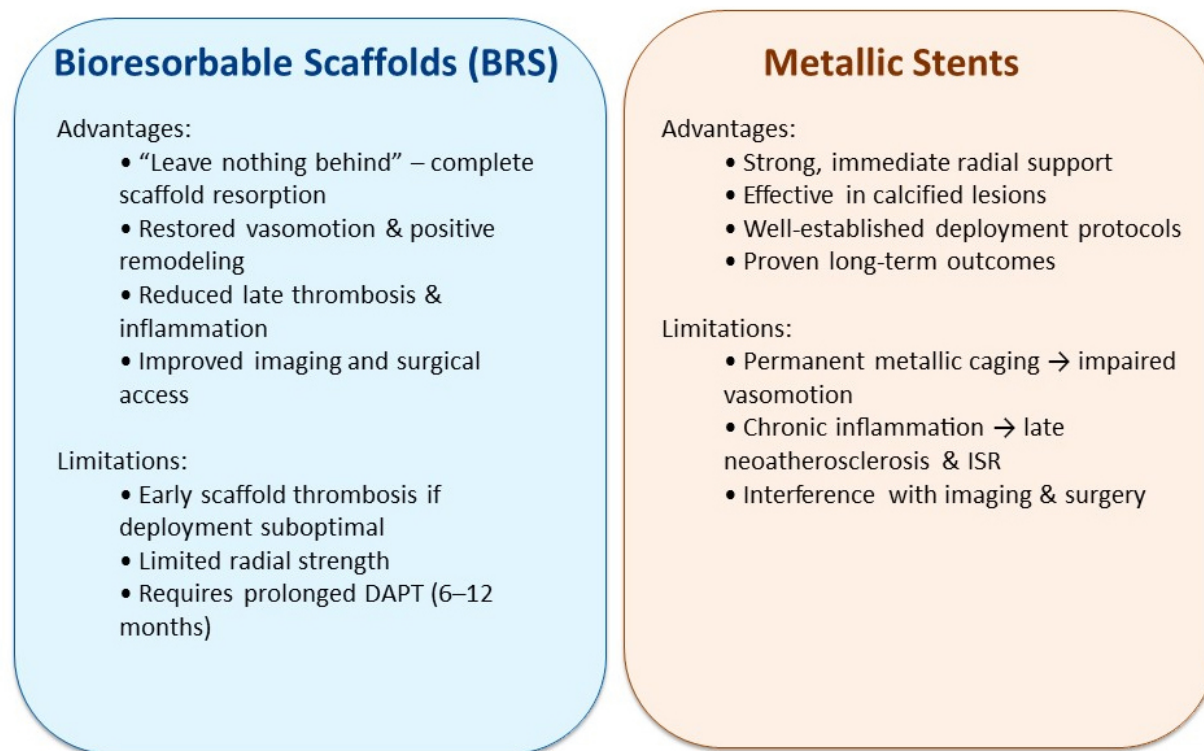 Bioresorbable Scaffolds (BRS)
Advantages:
• “Leave nothing behind” – complete
scaffold resorption
• Restored vasomotion & positive
remodeling
• Reduced late thrombosis &
inflammation
• Improved imaging and surgical
access
Limitations:
• Early scaffold thrombosis if
deployment suboptimal
• Limited radial strength
• Requires prolonged DAPT (6–12
months)
Metallic Stents
Advantages:
• Strong, immediate radial support
• Effective in calcified lesions
• Well-established deployment protocols
• Proven long-term outcomes
Limitations:
• Permanent metallic caging → impaired
vasomotion
• Chronic inflammation → late
neoatherosclerosis & ISR
• Interference with imaging & surgery